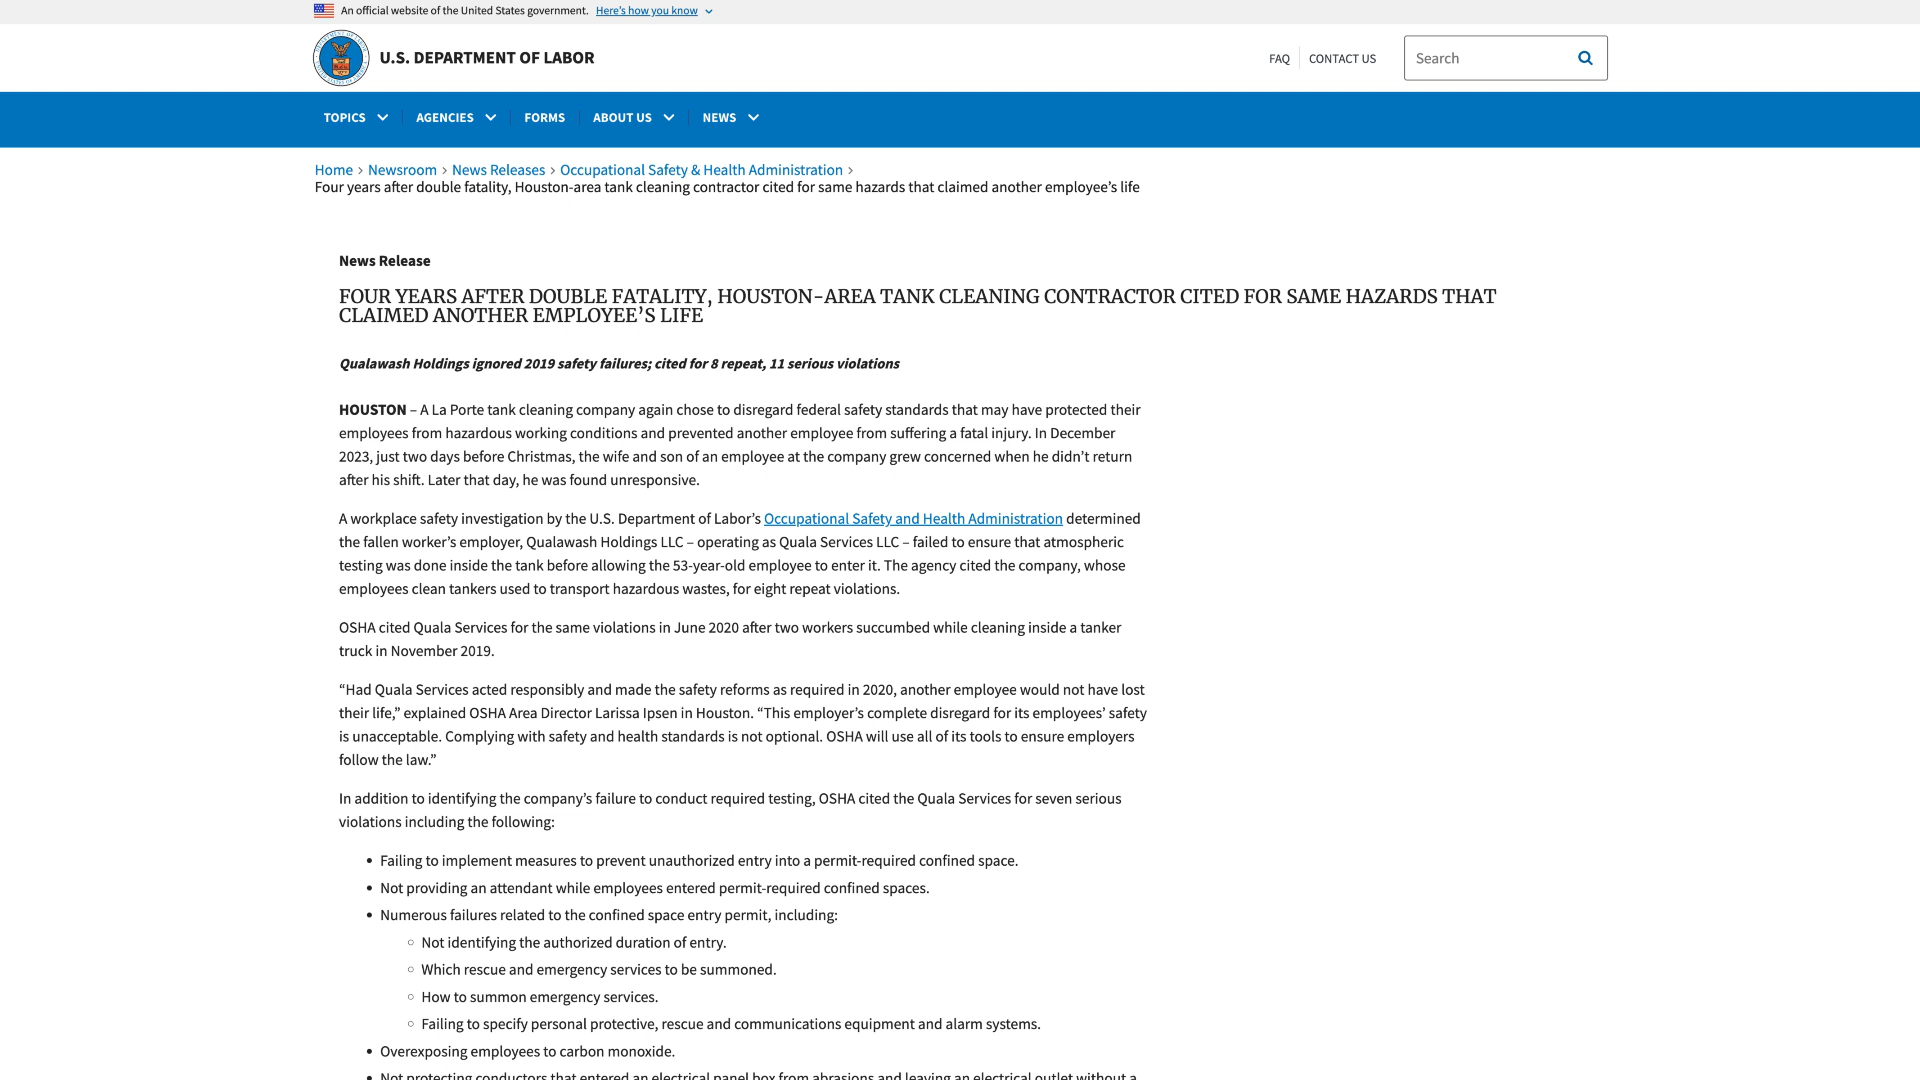 An official website of the United States government. Here's how you know
U.S. DEPARTMENT OF LABOR
FAQ
CONTACT US
Search
TOPICS
AGENCIES
FORMS
ABOUT US
NEWS
Home › Newsroom › News Releases › Occupational Safety & Health Administration ›
Four years after double fatality, Houston-area tank cleaning contractor cited for same hazards that claimed another employee’s life
News Release
FOUR YEARS AFTER DOUBLE FATALITY, HOUSTON-AREA TANK CLEANING CONTRACTOR CITED FOR SAME HAZARDS THAT
CLAIMED ANOTHER EMPLOYEE’S LIFE
Qualawash Holdings ignored 2019 safety failures; cited for 8 repeat, 11 serious violations
HOUSTON – A La Porte tank cleaning company again chose to disregard federal safety standards that may have protected their
employees from hazardous working conditions and prevented another employee from suffering a fatal injury. In December
2023, just two days before Christmas, the wife and son of an employee at the company grew concerned when he didn’t return
after his shift. Later that day, he was found unresponsive.
A workplace safety investigation by the U.S. Department of Labor’s Occupational Safety and Health Administration determined
the fallen worker’s employer, Qualawash Holdings LLC – operating as Quala Services LLC – failed to ensure that atmospheric
testing was done inside the tank before allowing the 53-year-old employee to enter it. The agency cited the company, whose
employees clean tankers used to transport hazardous wastes, for eight repeat violations.
OSHA cited Quala Services for the same violations in June 2020 after two workers succumbed while cleaning inside a tanker
truck in November 2019.
“Had Quala Services acted responsibly and made the safety reforms as required in 2020, another employee would not have lost
their life,” explained OSHA Area Director Larissa Ipsen in Houston. “This employer’s complete disregard for its employees’ safety
is unacceptable. Complying with safety and health standards is not optional. OSHA will use all of its tools to ensure employers
follow the law.”
In addition to identifying the company’s failure to conduct required testing, OSHA cited the Quala Services for seven serious
violations including the following:
• Failing to implement measures to prevent unauthorized entry into a permit-required confined space.
• Not providing an attendant while employees entered permit-required confined spaces.
• Numerous failures related to the confined space entry permit, including:
○ Not identifying the authorized duration of entry.
○ Which rescue and emergency services to be summoned.
○ How to summon emergency services.
○ Failing to specify personal protective, rescue and communications equipment and alarm systems.
• Overexposing employees to carbon monoxide.
• Not protecting conductors that entered an electrical panel box from abrasions and leaving an electrical outlet without a